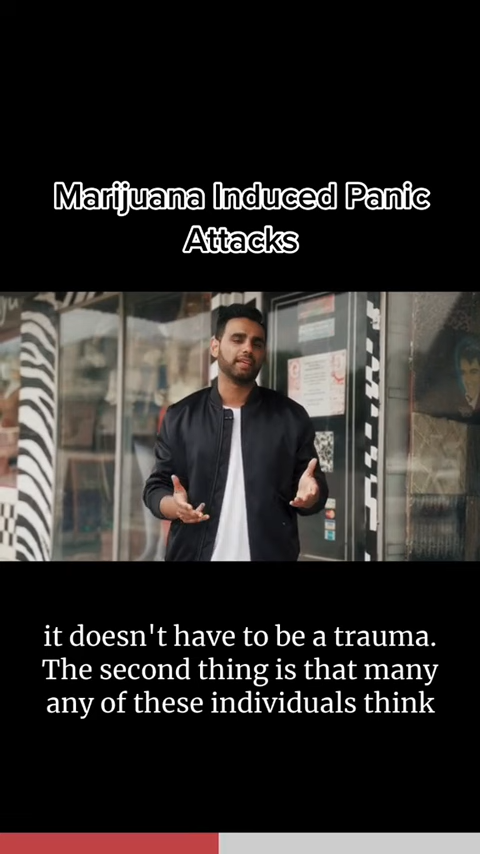 Marijuana Induced Panic
Attacks
it doesn't have to be a trauma.
The second thing is that many
any of these individuals think